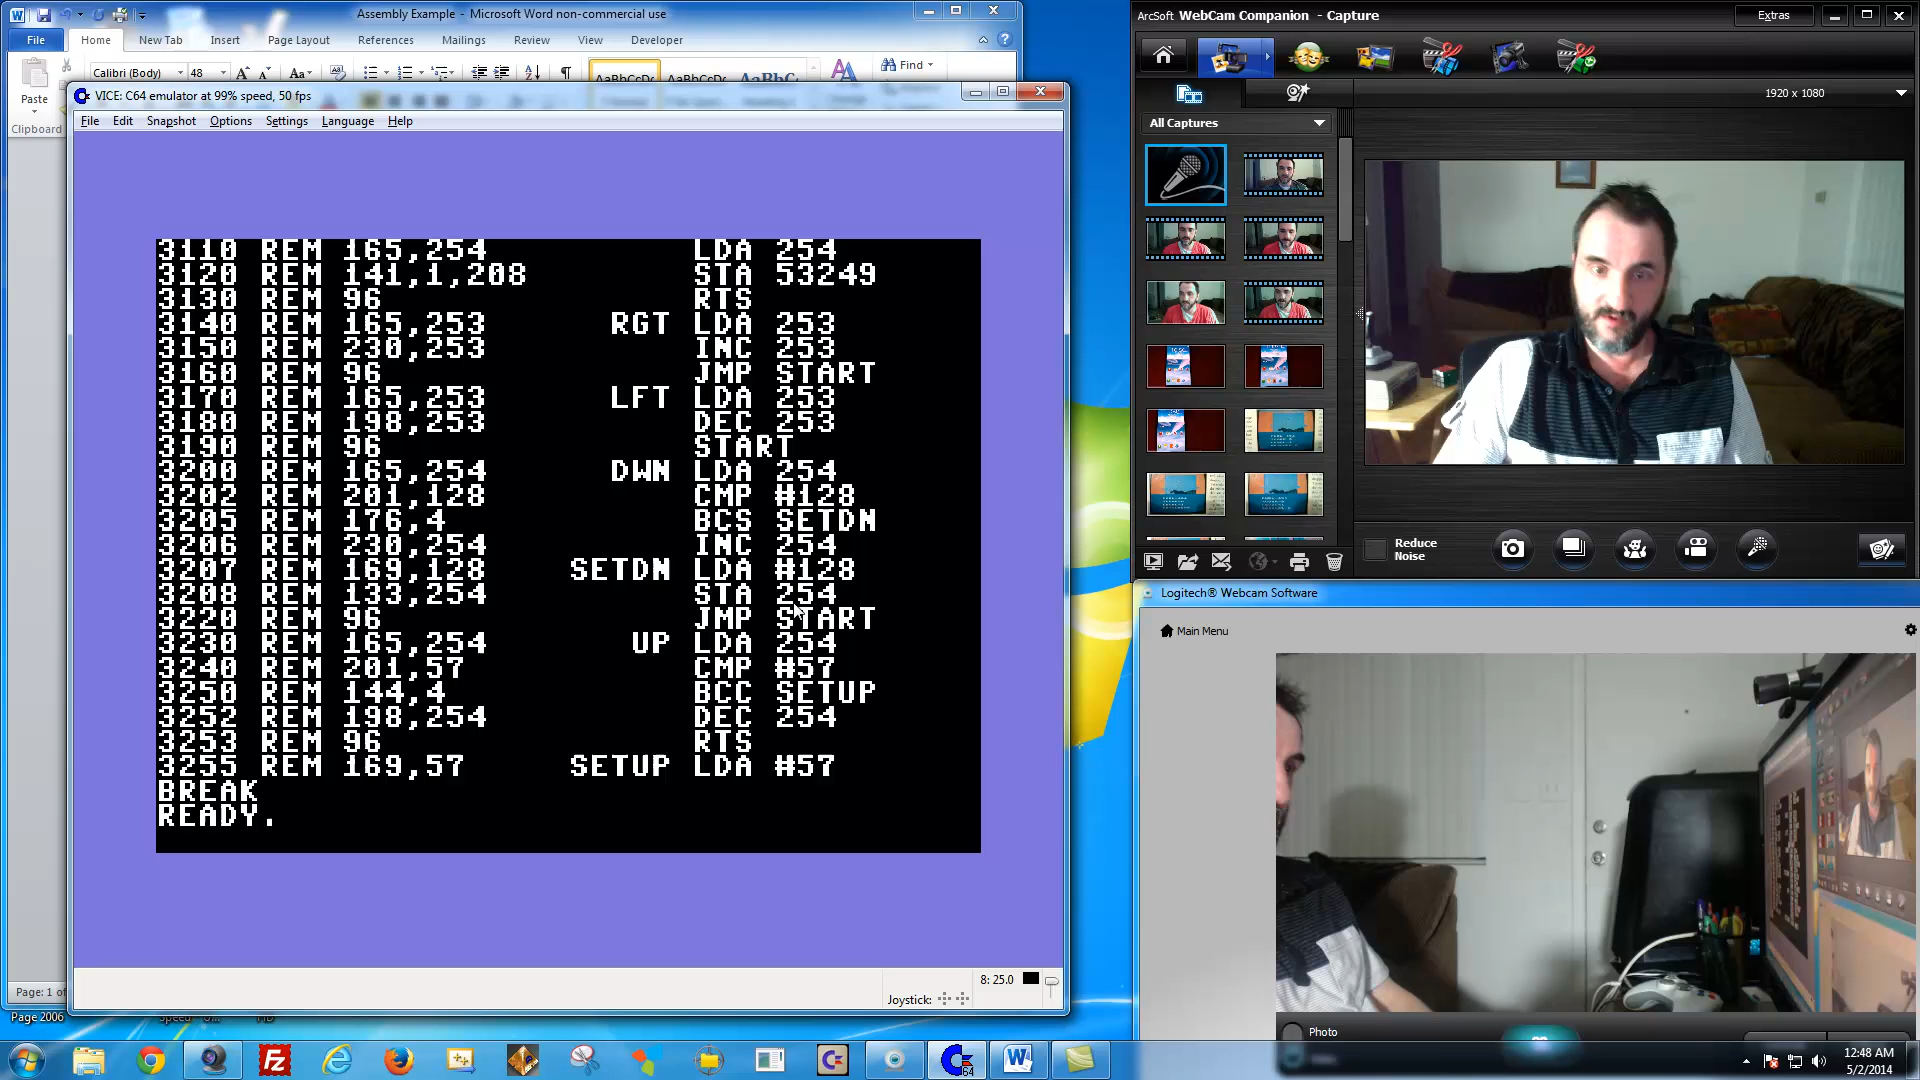 Assembly Example - Microsoft Word non-commercial use
File Home New Tab Insert Page Layout References Mailings Review View Developer
Calibri (Body) 48 Aa
Find
Paste
Clipboard
VICE: C64 emulator at 99% speed, 50 fps
File Edit Snapshot Options Settings Language Help
3110 REM 165,254 LDA 254
3120 REM 141,1,208 STA 53249
3130 REM 96 RTS
3140 REM 165,253 RGT LDA 253
3150 REM 230,253 INC 253
3160 REM 96 JMP START
3170 REM 165,253 LFT LDA 253
3180 REM 198,253 DEC 253
3190 REM 96 START
3200 REM 165,254 DWN LDA 254
3202 REM 201,128 CMP #128
3205 REM 176,4 BCS SETDN
3206 REM 230,254 INC 254
3207 REM 169,128 SETDN LDA #128
3208 REM 133,254 STA 254
3220 REM 96 JMP START
3230 REM 165,254 UP LDA 254
3240 REM 201,57 CMP #57
3250 REM 144,4 BCC SETUP
3252 REM 198,254 DEC 254
3253 REM 96 RTS
3255 REM 169,57 SETUP LDA #57
BREAK
READY.
8: 25.0
Joystick:
Page: 1 of
Page 2006
ArcSoft WebCam Companion - Capture
Extras
1920 x 1080
All Captures
Reduce
Noise
Logitech® Webcam Software
Main Menu
Photo
64
12:48 AM
5/2/2014